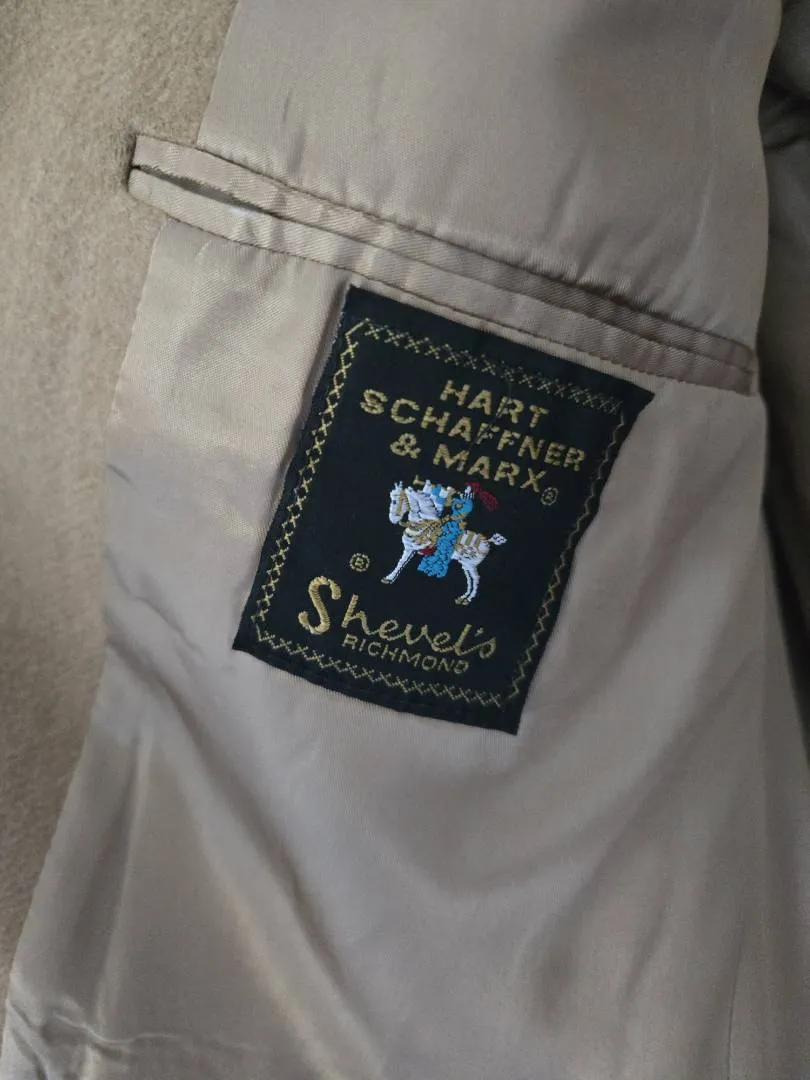 HART
SCHAFFNER
& MARX®
®
Shevel's
RICHMOND